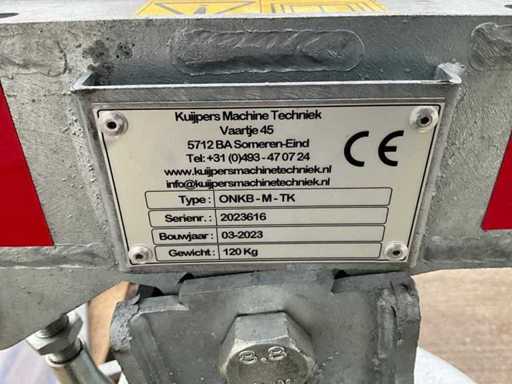 Kuijpers Machine Techniek
Vaartje 45
5712 BA Someren-Eind
Tel: +31 (0)493 - 47 07 24
www.kuijpersmachinetechniek.nl
info@kuijpersmachinetechniek.nl
CE
Type : ONKB - M - TK
Serienr. : 2023616
Bouwjaar : 03-2023
Gewicht : 120 Kg
8.8